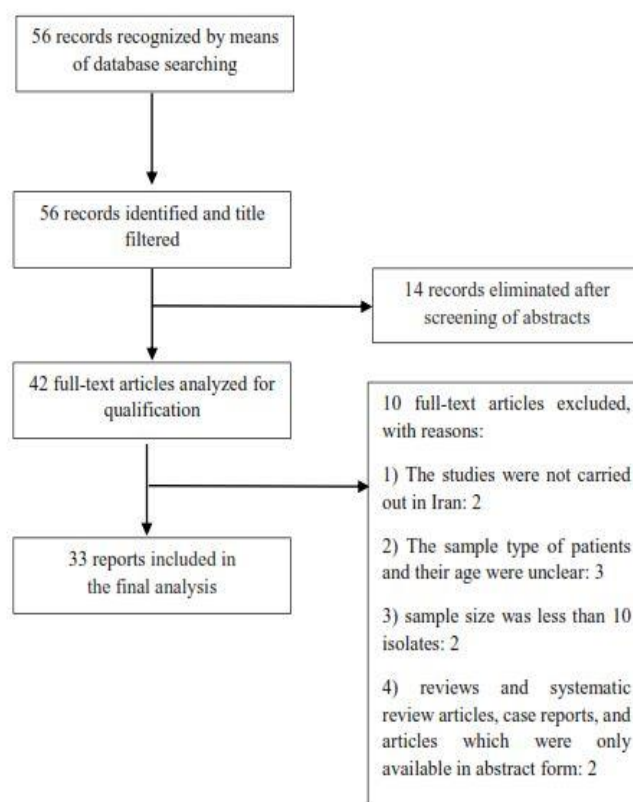 56 records recognized by means
of database searching
56 records identified and title
filtered
14 records eliminated after
screening of abstracts
42 full-text articles analyzed for
qualification
10 full-text articles excluded,
with reasons:
1) The studies were not carried
out in Iran: 2
2) The sample type of patients
and their age were unclear: 3
3) sample size was less than 10
isolates: 2
4) reviews and systematic
review articles, case reports, and
articles which were only
available in abstract form: 2
33 reports included in
the final analysis